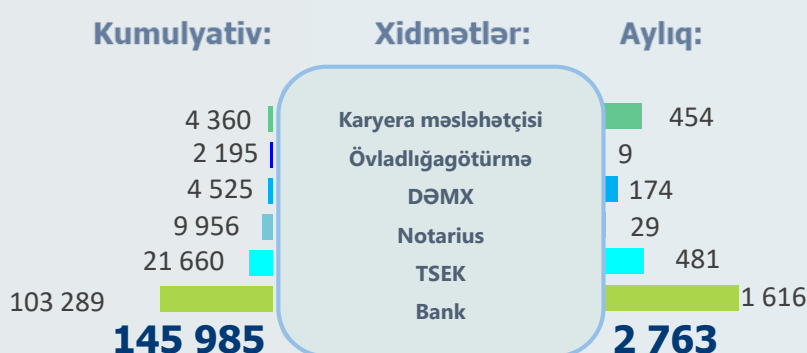 Kumulyativ: Xidmətlər: Aylıq:
4 360 Karyera məsləhətçisi 454
2 195 Övladlığagötürmə 9
4 525 DƏMX 174
9 956 Notarius 29
21 660 TSEK 481
103 289 Bank 1 616
145 985 2 763